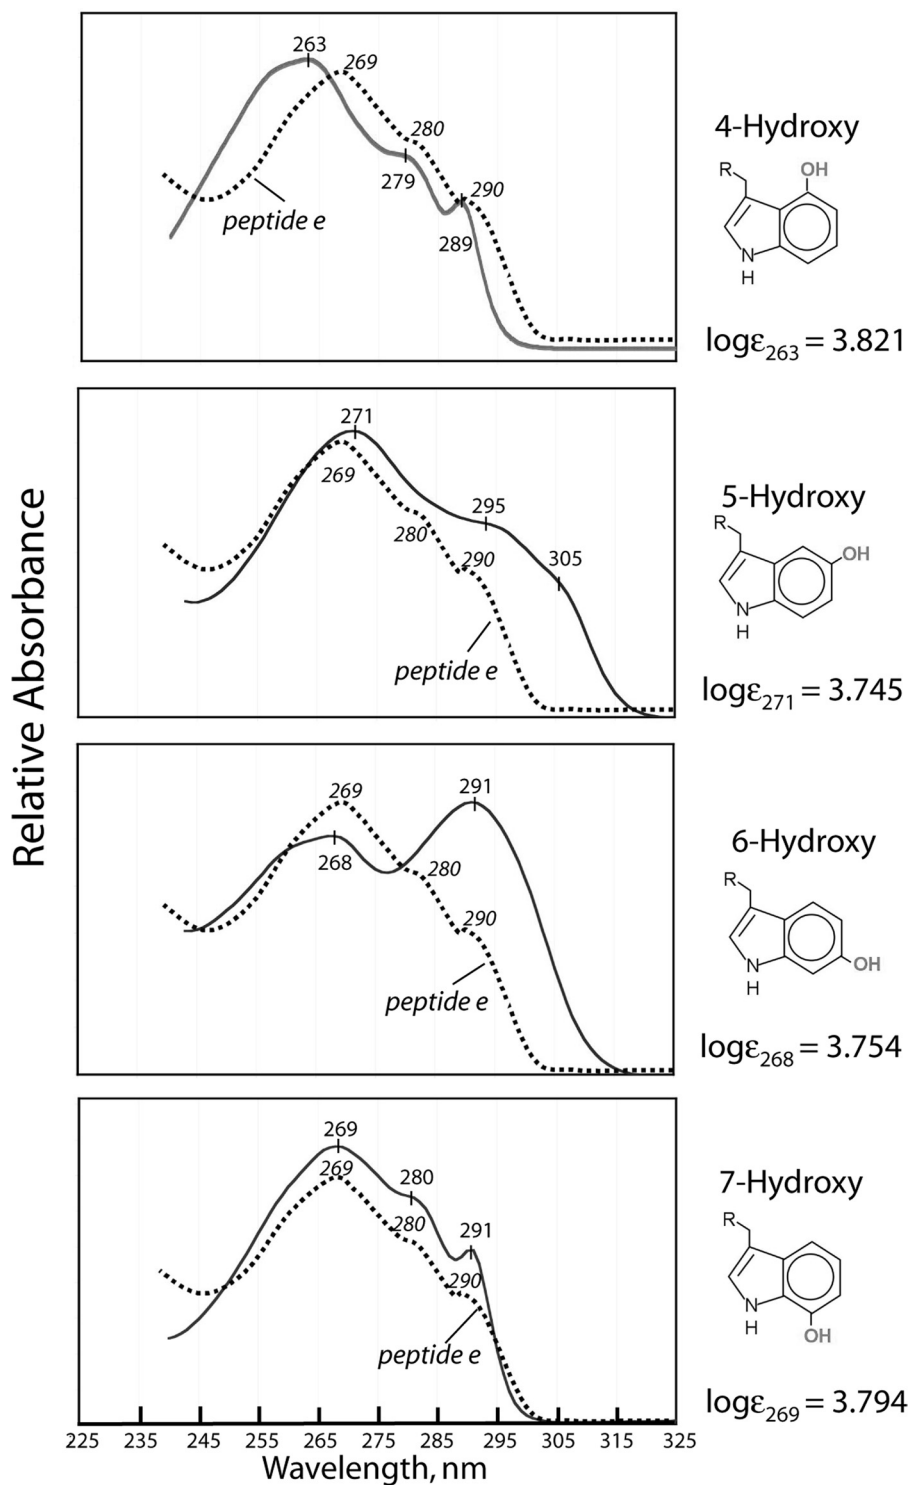 Relative Absorbance
263
269
280
279
290
289
peptide e
4-Hydroxy
R
OH
N
H
logε263 = 3.821
271
269
295
280
290
305
peptide e
5-Hydroxy
R
OH
N
H
logε271 = 3.745
269
291
268
280
290
peptide e
6-Hydroxy
R
OH
N
H
logε268 = 3.754
269
269
280
280
291
290
peptide e
7-Hydroxy
R
N
H
OH
logε269 = 3.794
225 235 245 255 265 275 285 295 305 315 325
Wavelength, nm